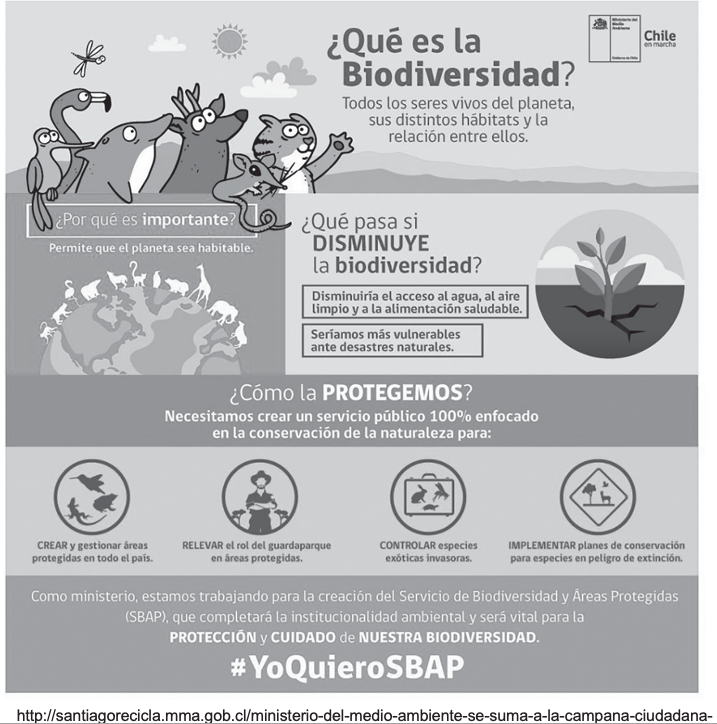 ¿Qué es la
Biodiversidad?
Todos los seres vivos del planeta,
sus distintos hábitats y la
relación entre ellos.
Ministerio del
Medio
Ambiente
Gobierno de Chile
Chile
en marcha
¿Por qué es importante?
Permite que el planeta sea habitable.
¿Qué pasa si
DISMINUYE
la biodiversidad?
Disminuiría el acceso al agua, al aire
limpio y a la alimentación saludable.
Seríamos más vulnerables
ante desastres naturales.
¿Cómo la PROTEGEMOS?
Necesitamos crear un servicio público 100% enfocado
en la conservación de la naturaleza para:
CREAR y gestionar áreas
protegidas en todo el país.
RELEVAR el rol del guardaparque
en áreas protegidas.
CONTROLAR especies
exóticas invasoras.
IMPLEMENTAR planes de conservación
para especies en peligro de extinción.
Como ministerio, estamos trabajando para la creación del Servicio de Biodiversidad y Áreas Protegidas
(SBAP), que completará la institucionalidad ambiental y será vital para la
PROTECCIÓN y CUIDADO de NUESTRA BIODIVERSIDAD.
#YoQuieroSBAP
http://santiagorecicla.mma.gob.cl/ministerio-del-medio-ambiente-se-suma-a-la-campana-ciudadana-